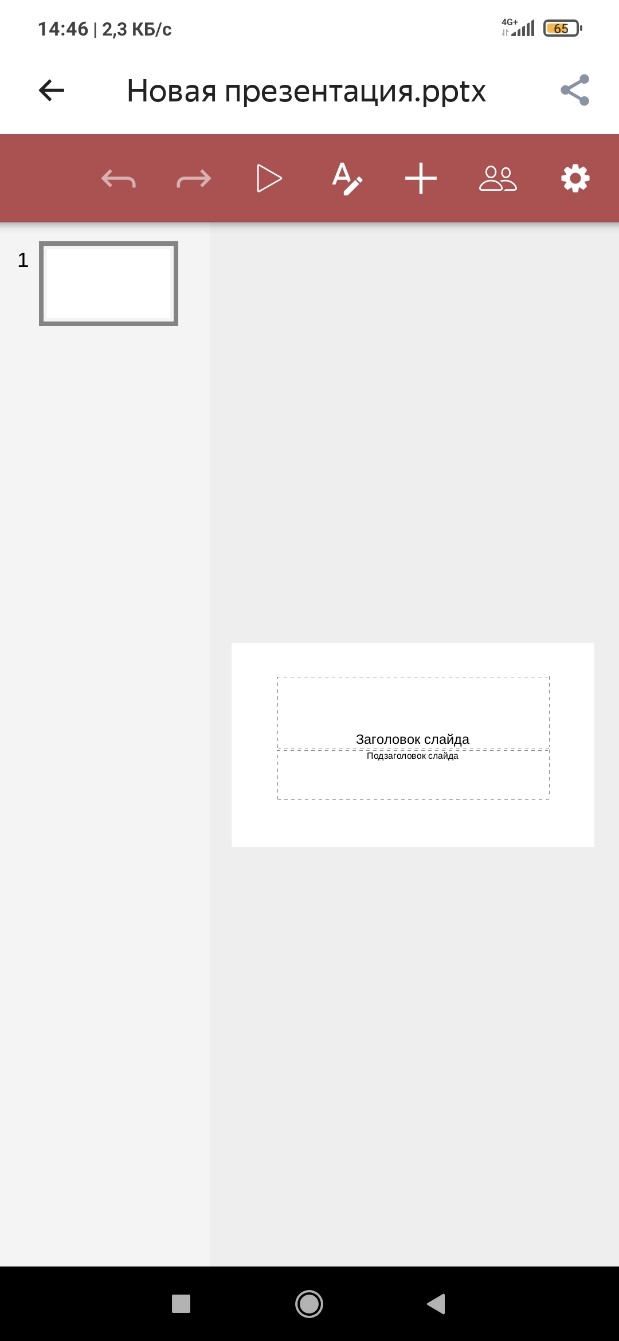 14:46 | 2,3 КБ/с
4G+
65
Новая презентация.pptx
1
Заголовок слайда
Подзаголовок слайда